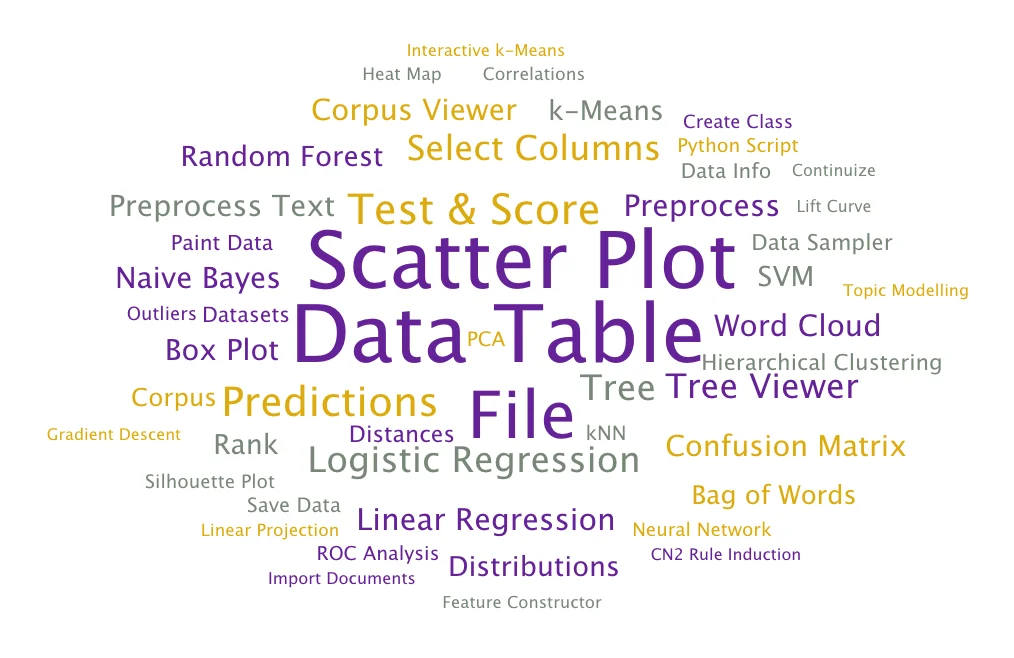 Interactive k-Means
Heat Map
Correlations
Corpus Viewer
k-Means
Create Class
Select Columns
Python Script
Random Forest
Data Info
Continuize
Preprocess Text
Test & Score
Preprocess
Lift Curve
Paint Data
Scatter Plot
Data Sampler
Naive Bayes
SVM
Topic Modelling
Outliers
Datasets
Data Table
PCA
Word Cloud
Box Plot
Hierarchical Clustering
Tree
Tree Viewer
Corpus
Predictions
File
Gradient Descent
Distances
kNN
Rank
Confusion Matrix
Logistic Regression
Silhouette Plot
Bag of Words
Save Data
Linear Projection
Linear Regression
Neural Network
ROC Analysis
CN2 Rule Induction
Distributions
Import Documents
Feature Constructor